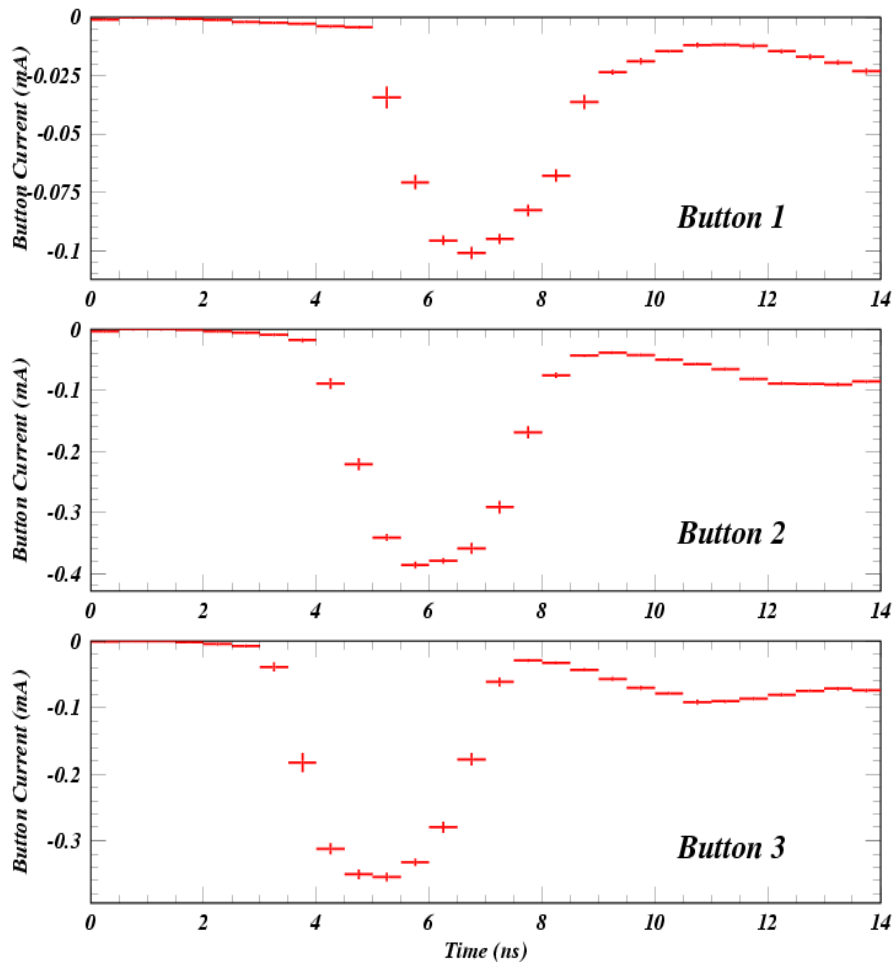 Button Current (mA)
0
-0.025
-0.05
-0.075
-0.1
Button 1
0 2 4 6 8 10 12 14
Button Current (mA)
0
-0.1
-0.2
-0.3
-0.4
Button 2
0 2 4 6 8 10 12 14
Button Current (mA)
0
-0.1
-0.2
-0.3
Button 3
0 2 4 6 8 10 12 14
Time (ns)